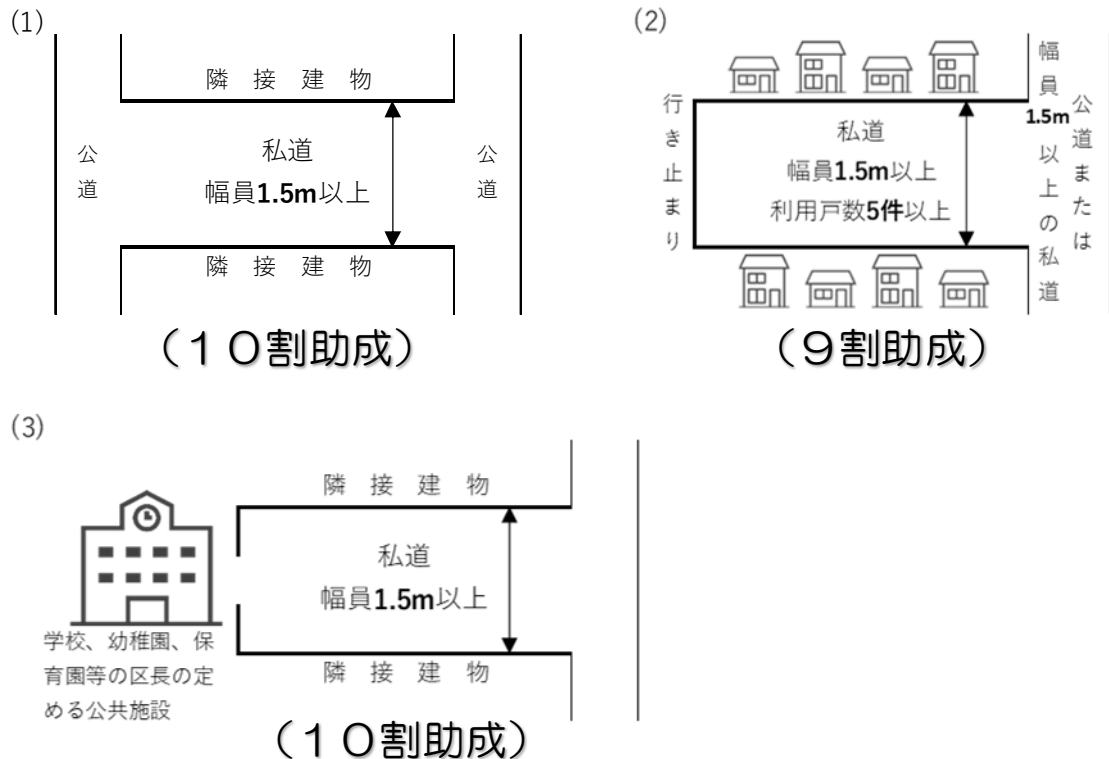 (1)
隣接建物
公道
私道
幅員1.5m以上
公道
隣接建物
（１０割助成）
(2)
行き止まり
私道
幅員1.5m以上
利用戸数5件以上
幅員1.5m以上の私道
公道または
（９割助成）
(3)
隣接建物
私道
幅員1.5m以上
学校、幼稚園、保
育園等の区長の定
める公共施設
隣接建物
（１０割助成）